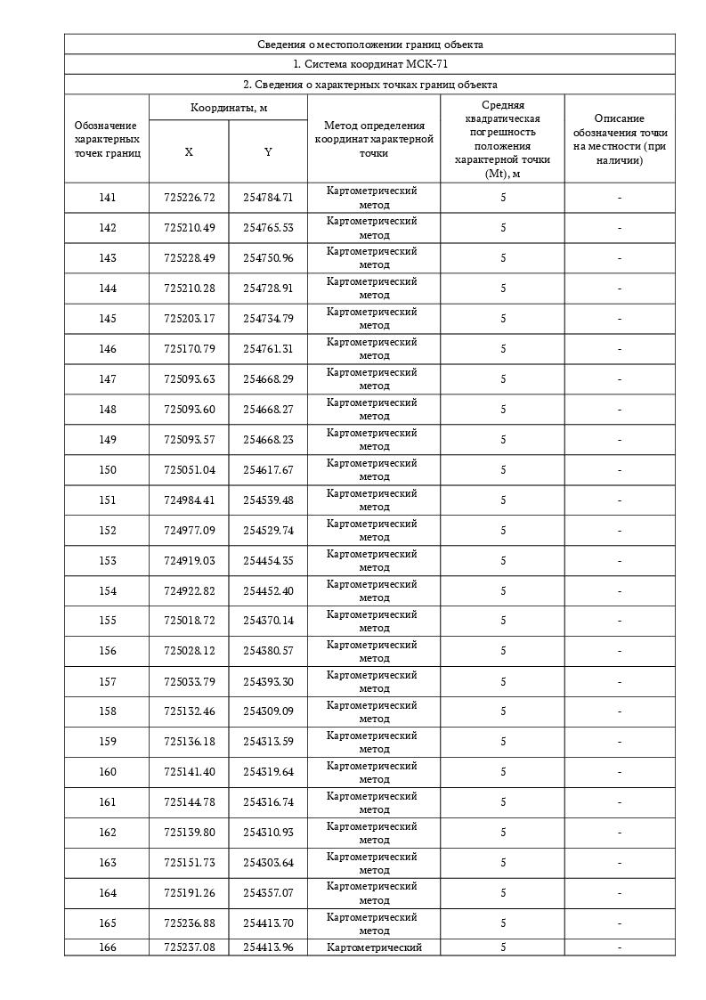 Сведения о местоположении границ объекта
1. Система координат МСК-71
2. Сведения о характерных точках границ объекта
Обозначение
характерных
точек границ
Координаты, м
X
Y
Метод определения
координат характерной
точки
Средняя
квадратическая
погрешность
положения
характерной точки
(Mt), м
Описание
обозначения точки
на местности (при
наличии)
141 725226.72 254784.71 Картометрический
метод 5 -
142 725210.49 254765.53 Картометрический
метод 5 -
143 725228.49 254750.96 Картометрический
метод 5 -
144 725210.28 254728.91 Картометрический
метод 5 -
145 725203.17 254734.79 Картометрический
метод 5 -
146 725170.79 254761.31 Картометрический
метод 5 -
147 725093.63 254668.29 Картометрический
метод 5 -
148 725093.60 254668.27 Картометрический
метод 5 -
149 725093.57 254668.23 Картометрический
метод 5 -
150 725051.04 254617.67 Картометрический
метод 5 -
151 724984.41 254539.48 Картометрический
метод 5 -
152 724977.09 254529.74 Картометрический
метод 5 -
153 724919.03 254454.35 Картометрический
метод 5 -
154 724922.82 254452.40 Картометрический
метод 5 -
155 725018.72 254370.14 Картометрический
метод 5 -
156 725028.12 254380.57 Картометрический
метод 5 -
157 725033.79 254393.30 Картометрический
метод 5 -
158 725132.46 254309.09 Картометрический
метод 5 -
159 725136.18 254313.59 Картометрический
метод 5 -
160 725141.40 254319.64 Картометрический
метод 5 -
161 725144.78 254316.74 Картометрический
метод 5 -
162 725139.80 254310.93 Картометрический
метод 5 -
163 725151.73 254303.64 Картометрический
метод 5 -
164 725191.26 254357.07 Картометрический
метод 5 -
165 725236.88 254413.70 Картометрический
метод 5 -
166 725237.08 254413.96 Картометрический 5 -